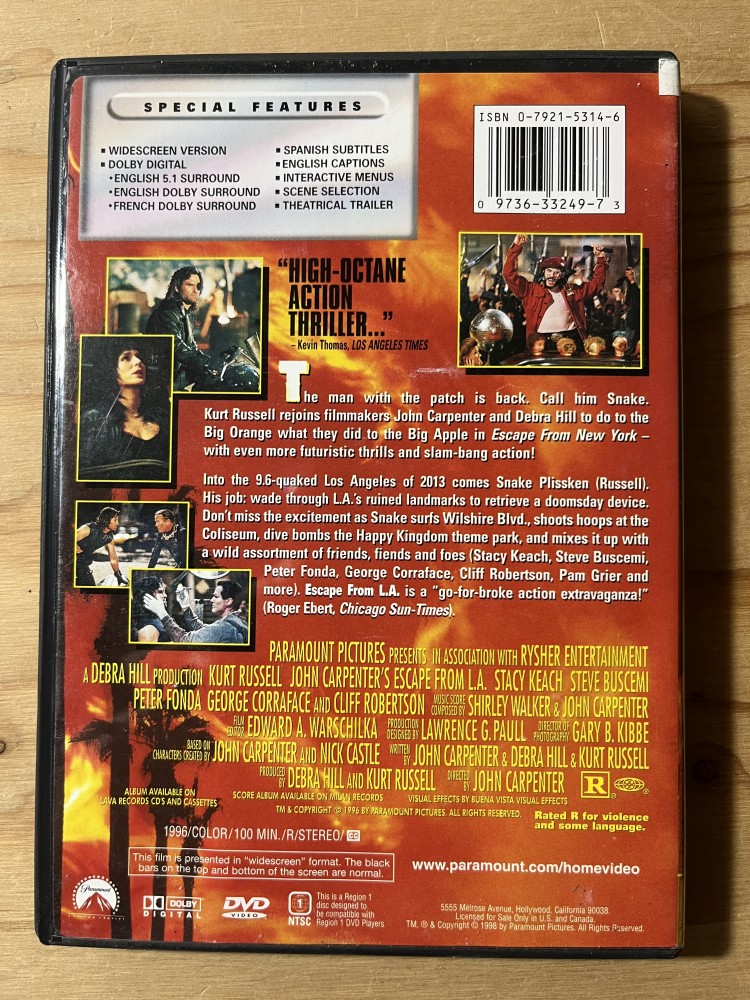 SPECIAL FEATURES
▪ WIDESCREEN VERSION
▪ DOLBY DIGITAL
•ENGLISH 5.1 SURROUND
•ENGLISH DOLBY SURROUND
•FRENCH DOLBY SURROUND
▪ SPANISH SUBTITLES
▪ ENGLISH CAPTIONS
▪ INTERACTIVE MENUS
▪ SCENE SELECTION
▪ THEATRICAL TRAILER
ISBN 0-7921-5314-6
0 9736-33249-7 3
“HIGH-OCTANE
ACTION
THRILLER...”
– Kevin Thomas, LOS ANGELES TIMES
The man with the patch is back. Call him Snake.
Kurt Russell rejoins filmmakers John Carpenter and Debra Hill to do to the
Big Orange what they did to the Big Apple in Escape From New York –
with even more futuristic thrills and slam-bang action!
Into the 9.6-quaked Los Angeles of 2013 comes Snake Plissken (Russell).
His job: wade through L.A.'s ruined landmarks to retrieve a doomsday device.
Don't miss the excitement as Snake surfs Wilshire Blvd., shoots hoops at the
Coliseum, dive bombs the Happy Kingdom theme park, and mixes it up with
a wild assortment of friends, fiends and foes (Stacy Keach, Steve Buscemi,
Peter Fonda, George Corraface, Cliff Robertson, Pam Grier and
more). Escape From L.A. is a "go-for-broke action extravaganza!"
(Roger Ebert, Chicago Sun-Times).
PARAMOUNT PICTURES PRESENTS IN ASSOCIATION WITH RYSHER ENTERTAINMENT
A DEBRA HILL PRODUCTION KURT RUSSELL JOHN CARPENTER'S ESCAPE FROM L.A. STACY KEACH STEVE BUSCEMI
PETER FONDA GEORGE CORRAFACE AND CLIFF ROBERTSON MUSIC SCORE COMPOSED BY SHIRLEY WALKER & JOHN CARPENTER
FILM EDITOR EDWARD A. WARSCHILKA PRODUCTION DESIGNED BY LAWRENCE G. PAULL DIRECTOR OF PHOTOGRAPHY GARY B. KIBBE
BASED ON CHARACTERS CREATED BY JOHN CARPENTER AND NICK CASTLE WRITTEN BY JOHN CARPENTER & DEBRA HILL & KURT RUSSELL
PRODUCED BY DEBRA HILL AND KURT RUSSELL DIRECTED BY JOHN CARPENTER
R
ALBUM AVAILABLE ON
LAVA RECORDS CD'S AND CASSETTES
SCORE ALBUM AVAILABLE ON MILAN RECORDS VISUAL EFFECTS BY BUENA VISTA VISUAL EFFECTS
TM & COPYRIGHT © 1996 BY PARAMOUNT PICTURES. ALL RIGHTS RESERVED.
Rated R for violence
and some language.
1996/COLOR/100 MIN./R/STEREO/CC
This film is presented in "widescreen" format. The black
bars on the top and bottom of the screen are normal.
www.paramount.com/homevideo
Paramount
DOLBY
DIGITAL
DVD
VIDEO
1
NTSC
This is a Region 1
disc designed to
be compatible with
Region 1 DVD Players
5555 Melrose Avenue, Hollywood, California 90038.
Licensed for Sale Only in U.S. and Canada.
TM, ® & Copyright © 1998 by Paramount Pictures. All Rights Reserved.